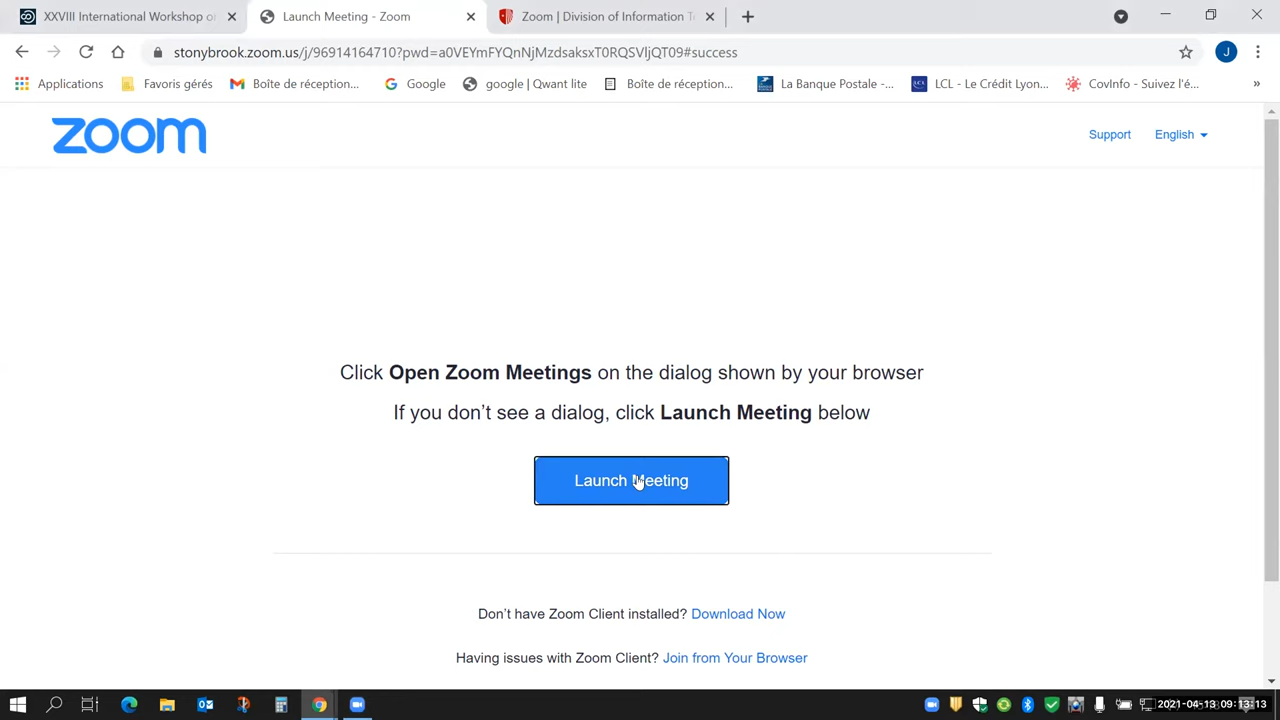 XXVIII International Workshop o
Launch Meeting - Zoom
Zoom | Division of Information T
stonybrook.zoom.us/j/96914164710?pwd=a0VEYmFYQnNjMzdsaksxT0RQSVljQT09#success
J
Applications
Favoris gérés
Boîte de réception...
Google
google | Qwant lite
Boîte de réception...
La Banque Postale -...
LCL - Le Crédit Lyon...
CovInfo - Suivez l'é...
»
zoom
Support
English
Click Open Zoom Meetings on the dialog shown by your browser
If you don't see a dialog, click Launch Meeting below
Launch Meeting
Don't have Zoom Client installed? Download Now
Having issues with Zoom Client? Join from Your Browser
2021-04-13 09:13:13